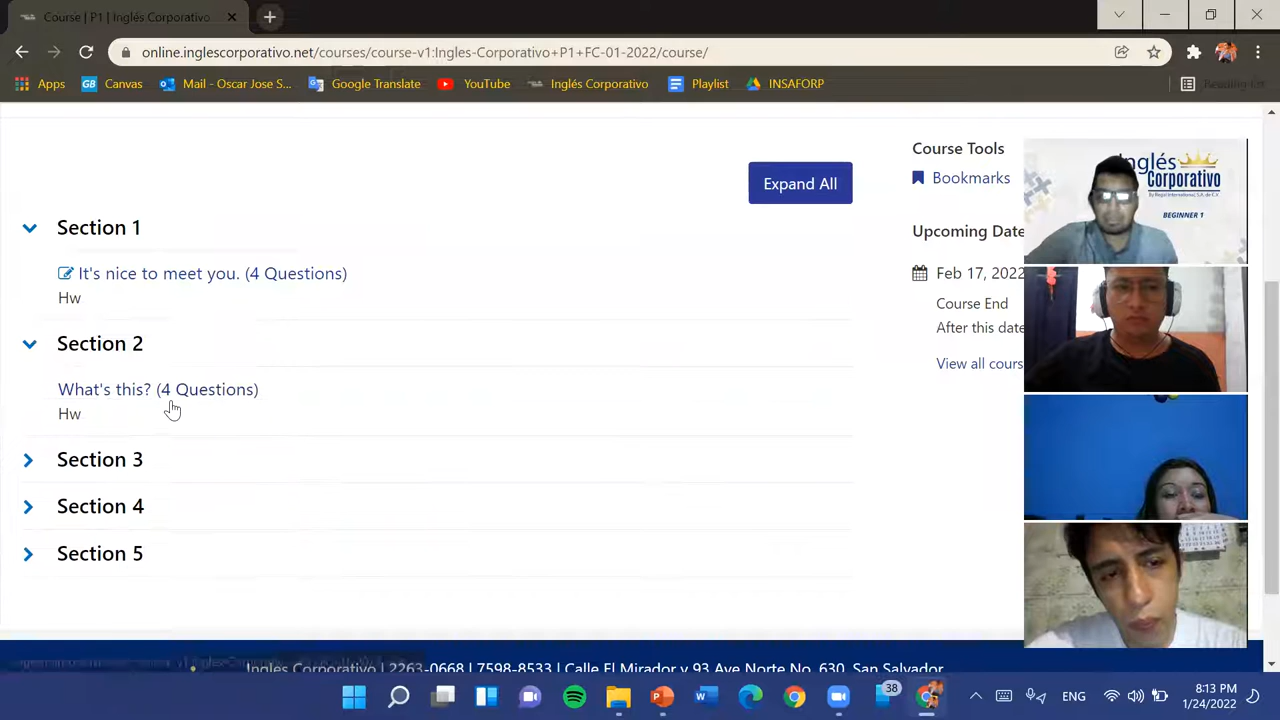 Course | P1 | Inglés Corporativo
online.inglescorporativo.net/courses/course-v1:Ingles-Corporativo+P1+FC-01-2022/course/
Apps Canvas Mail - Oscar Jose S... Google Translate YouTube Inglés Corporativo Playlist INSAFORP Reading list
Expand All
Section 1
It's nice to meet you. (4 Questions)
Hw
Section 2
What's this? (4 Questions)
Hw
Section 3
Section 4
Section 5
Course Tools
Bookmarks
Upcoming Date
Feb 17, 2022
Course End
After this date
View all cours
Inglés
Corporativo
BEGINNER 1
Ingles Corporativo | 2263-0668 | 7598-8533 | Calle El Mirador y 93 Ave Norte No. 630, San Salvador
38
ENG
8:13 PM
1/24/2022